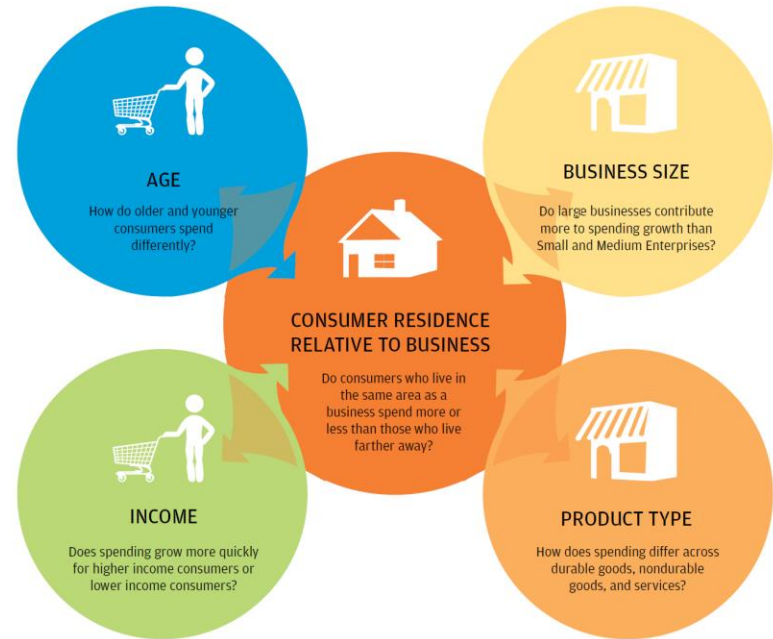 AGE
How do older and younger
consumers spend
differently?
BUSINESS SIZE
Do large businesses contribute
more to spending growth than
Small and Medium Enterprises?
CONSUMER RESIDENCE
RELATIVE TO BUSINESS
Do consumers who live in
the same area as a
business spend more or
less than those who live
farther away?
INCOME
Does spending grow more quickly
for higher income consumers or
lower income consumers?
PRODUCT TYPE
How does spending differ across
durable goods, nondurable
goods, and services?